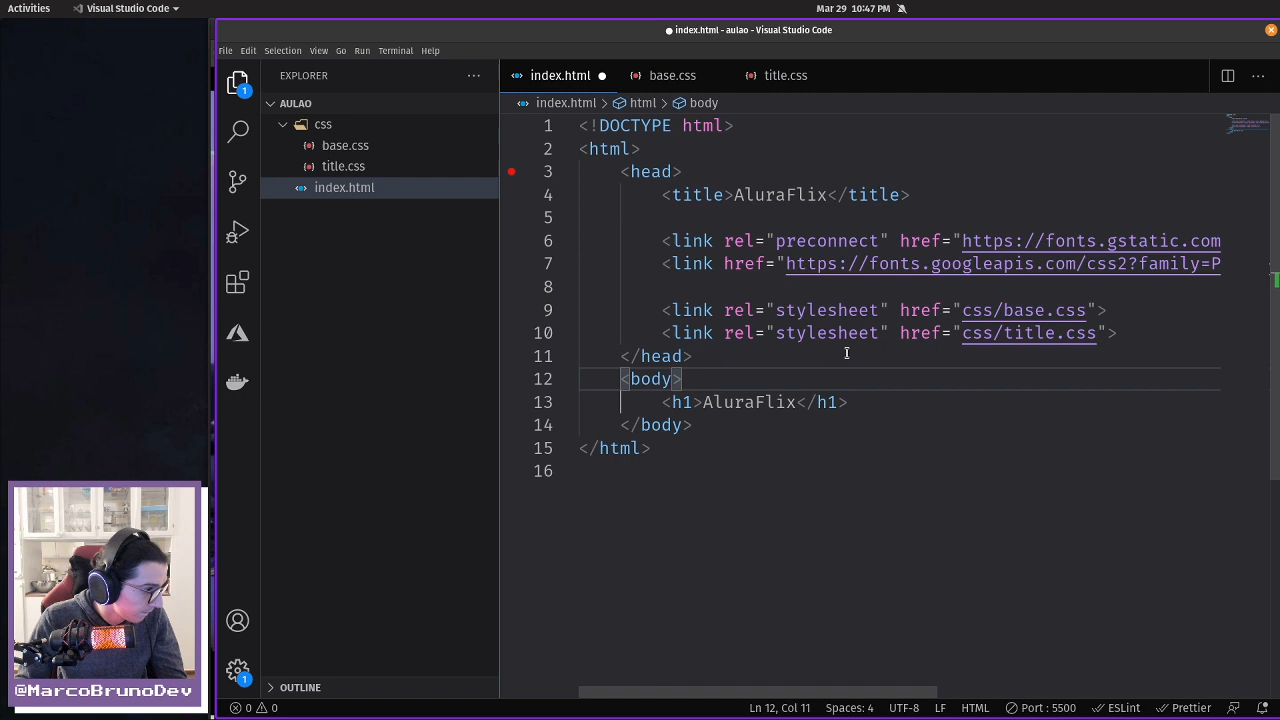 Activities
Visual Studio Code
Mar 29 10:47 PM
index.html - aulao - Visual Studio Code
File Edit Selection View Go Run Terminal Help
EXPLORER
AULAO
css
base.css
title.css
index.html
OUTLINE
1
1
index.html
base.css
title.css
index.html > html > body
1 <!DOCTYPE html>
2 <html>
3 <head>
4 <title>AluraFlix</title>
5
6 <link rel="preconnect" href="https://fonts.gstatic.com
7 <link href="https://fonts.googleapis.com/css2?family=P
8
9 <link rel="stylesheet" href="css/base.css">
10 <link rel="stylesheet" href="css/title.css">
11 </head>
12 <body>
13 <h1>AluraFlix</h1>
14 </body>
15 </html>
16
@MarcoBrunoDev
0 0
Ln 12, Col 11 Spaces: 4 UTF-8 LF HTML Port : 5500 ESLint Prettier